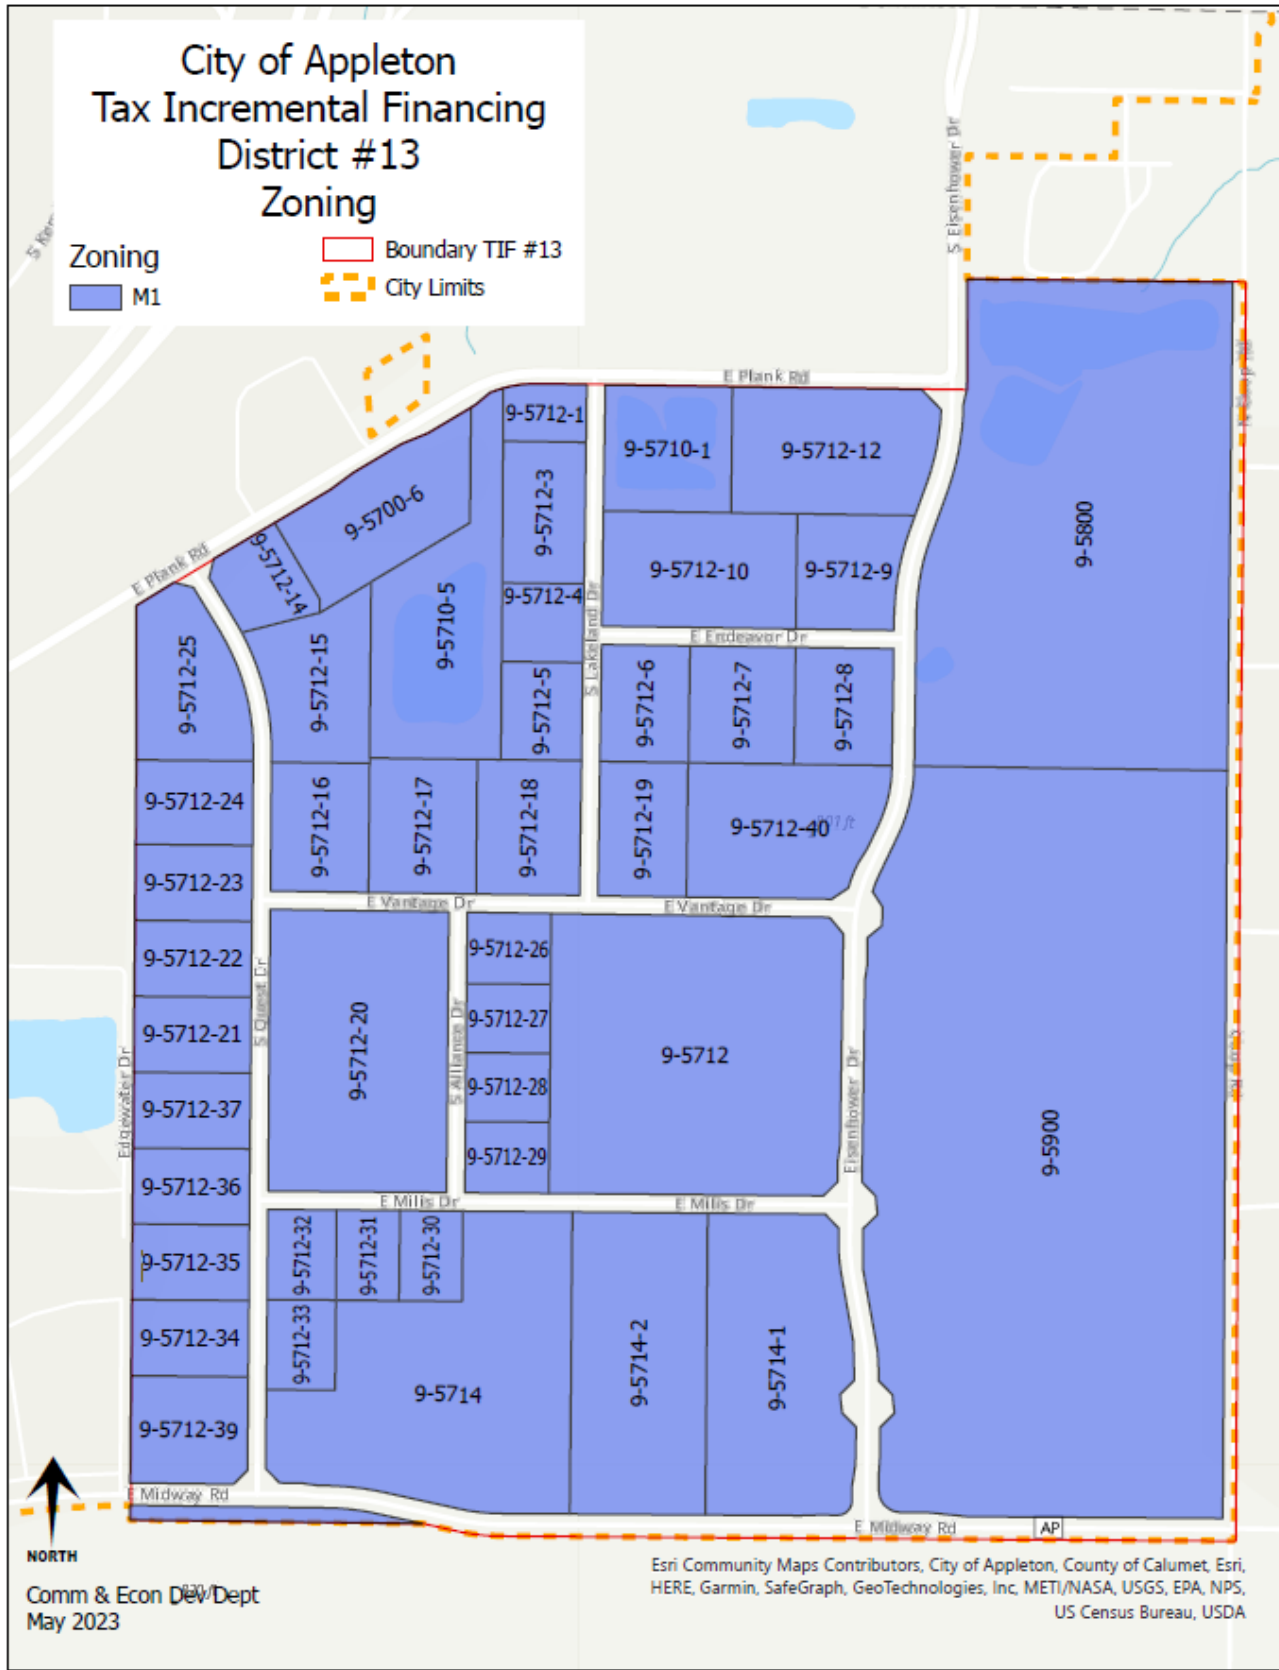 City of Appleton
Tax Incremental Financing
District #13
Zoning
Zoning
M1
Boundary TIF #13
City Limits
S Eisenhower Dr
E Plank Rd
E Plank Rd
9-5712-1
9-5710-1
9-5712-12
9-5700-6
9-5712-3
9-5800
9-5712-14
9-5712-10
9-5712-9
9-5712-4
9-5710-5
S Lakeland Dr
E Endeavor Dr
9-5712-25
9-5712-15
9-5712-5
9-5712-6
9-5712-7
9-5712-8
9-5712-24
9-5712-16
9-5712-17
9-5712-18
9-5712-19
9-5712-40
9-5712-23
E Vantage Dr
E Vantage Dr
9-5712-22
9-5712-26
9-5712-21
S Quest Dr
9-5712-20
S Alliance Dr
9-5712-27
9-5712
9-5712-28
Edgewater Dr
9-5712-37
Eisenhower Dr
9-5900
9-5712-29
9-5712-36
E Milis Dr
E Milis Dr
9-5712-35
9-5712-32
9-5712-31
9-5712-30
9-5712-34
9-5712-33
9-5714
9-5714-2
9-5714-1
9-5712-39
E Midway Rd
E Midway Rd
AP
NORTH
Comm & Econ Dev Dept
May 2023
Esri Community Maps Contributors, City of Appleton, County of Calumet, Esri,
HERE, Garmin, SafeGraph, GeoTechnologies, Inc, METI/NASA, USGS, EPA, NPS,
US Census Bureau, USDA